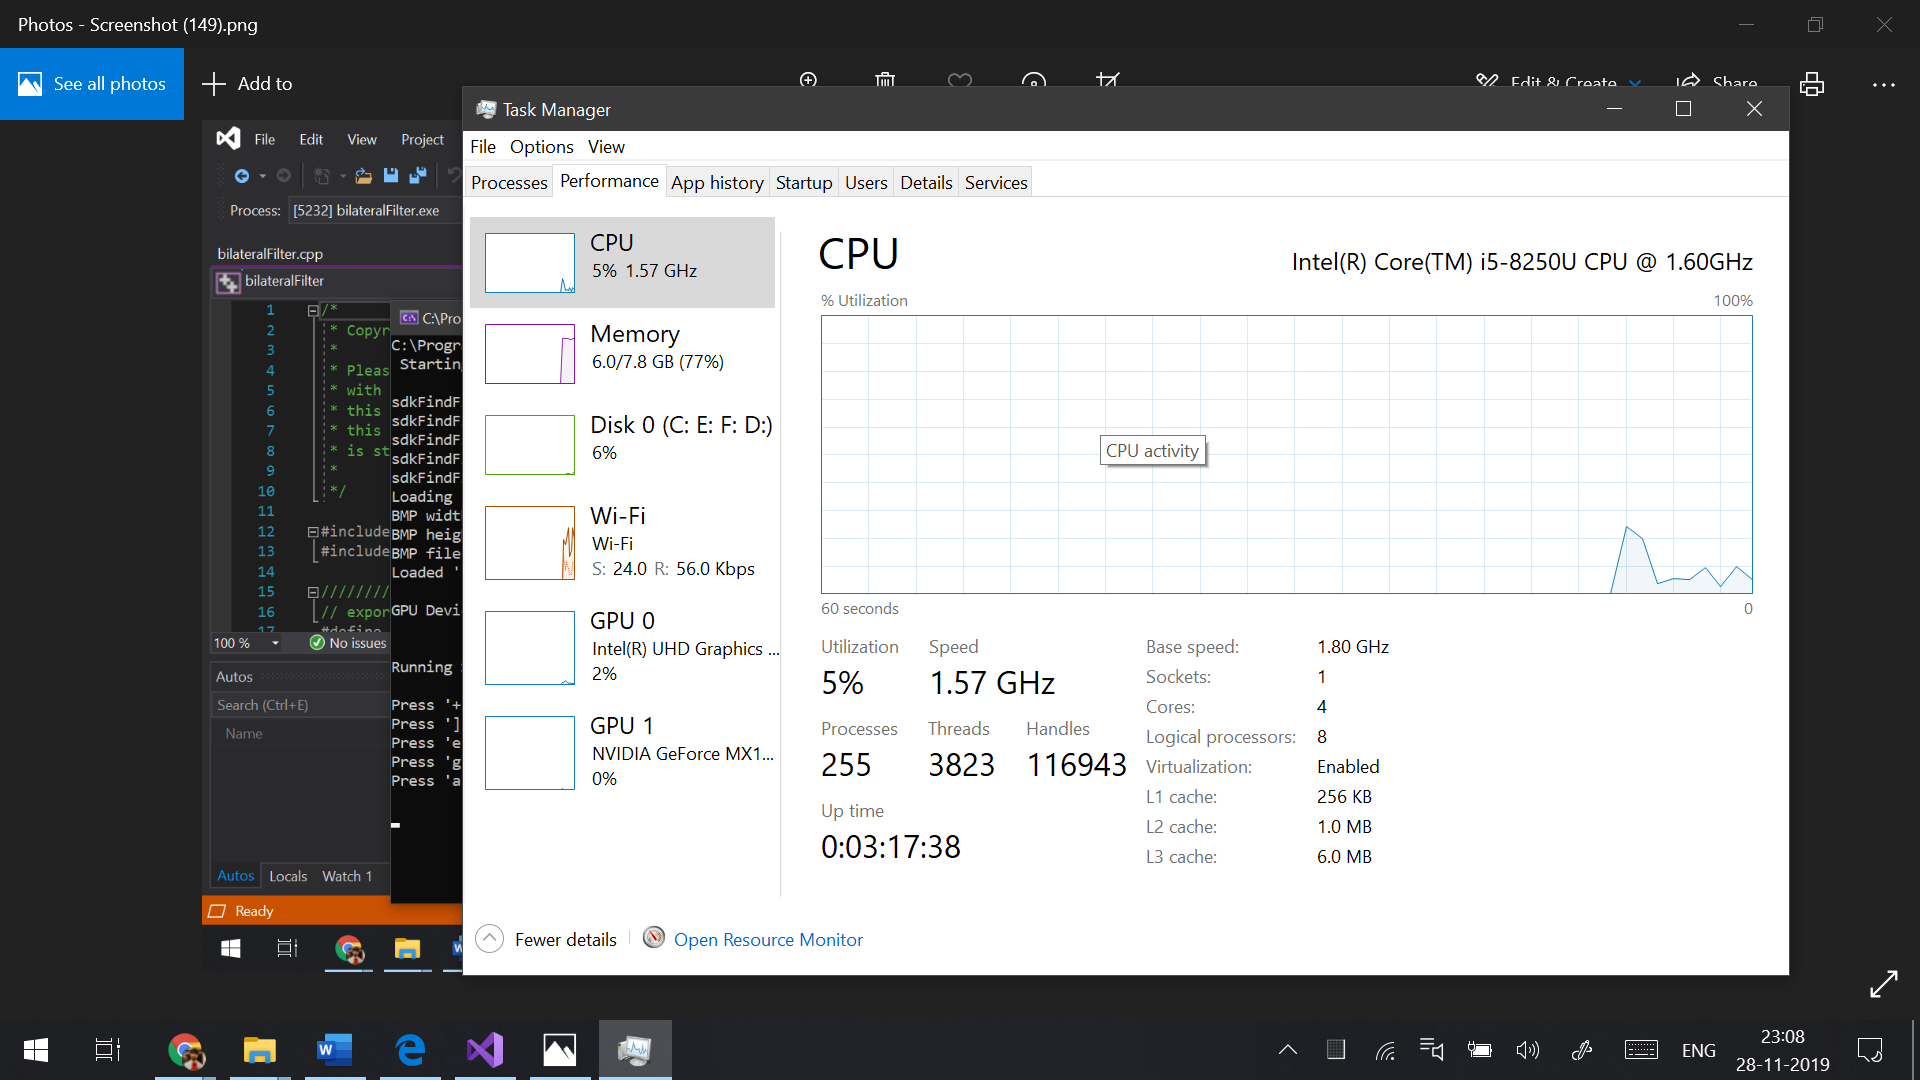 Photos - Screenshot (149).png
See all photos
Add to
Edit & Create
Share
File Edit View Project
Process: [5232] bilateralFilter.exe
bilateralFilter.cpp
bilateralFilter
1 /*
2 * Copyr
3 *
4 * Pleas
5 * with
6 * this
7 * this
8 * is st
9 *
10 */
11
12 #include
13 #include
14
15 /////////
16 // expor
17 #define
100 % No issues
Autos
Search (Ctrl+E)
Name
Autos Locals Watch 1
Ready
C:\Pro
C:\Progr
Starting
sdkFindF
sdkFindF
sdkFindF
sdkFindF
sdkFindF
Loading
BMP widt
BMP heig
BMP file
Loaded '
GPU Devi
Running
Press '+
Press ']
Press 'e
Press 'g
Press 'a
Task Manager
File Options View
Processes Performance App history Startup Users Details Services
CPU
5% 1.57 GHz
Memory
6.0/7.8 GB (77%)
Disk 0 (C: E: F: D:)
6%
Wi-Fi
Wi-Fi
S: 24.0 R: 56.0 Kbps
GPU 0
Intel(R) UHD Graphics ...
2%
GPU 1
NVIDIA GeForce MX1...
0%
CPU
Intel(R) Core(TM) i5-8250U CPU @ 1.60GHz
% Utilization 100%
CPU activity
60 seconds 0
Utilization Speed
5% 1.57 GHz
Processes Threads Handles
255 3823 116943
Up time
0:03:17:38
Base speed: 1.80 GHz
Sockets: 1
Cores: 4
Logical processors: 8
Virtualization: Enabled
L1 cache: 256 KB
L2 cache: 1.0 MB
L3 cache: 6.0 MB
Fewer details
Open Resource Monitor
ENG
23:08
28-11-2019